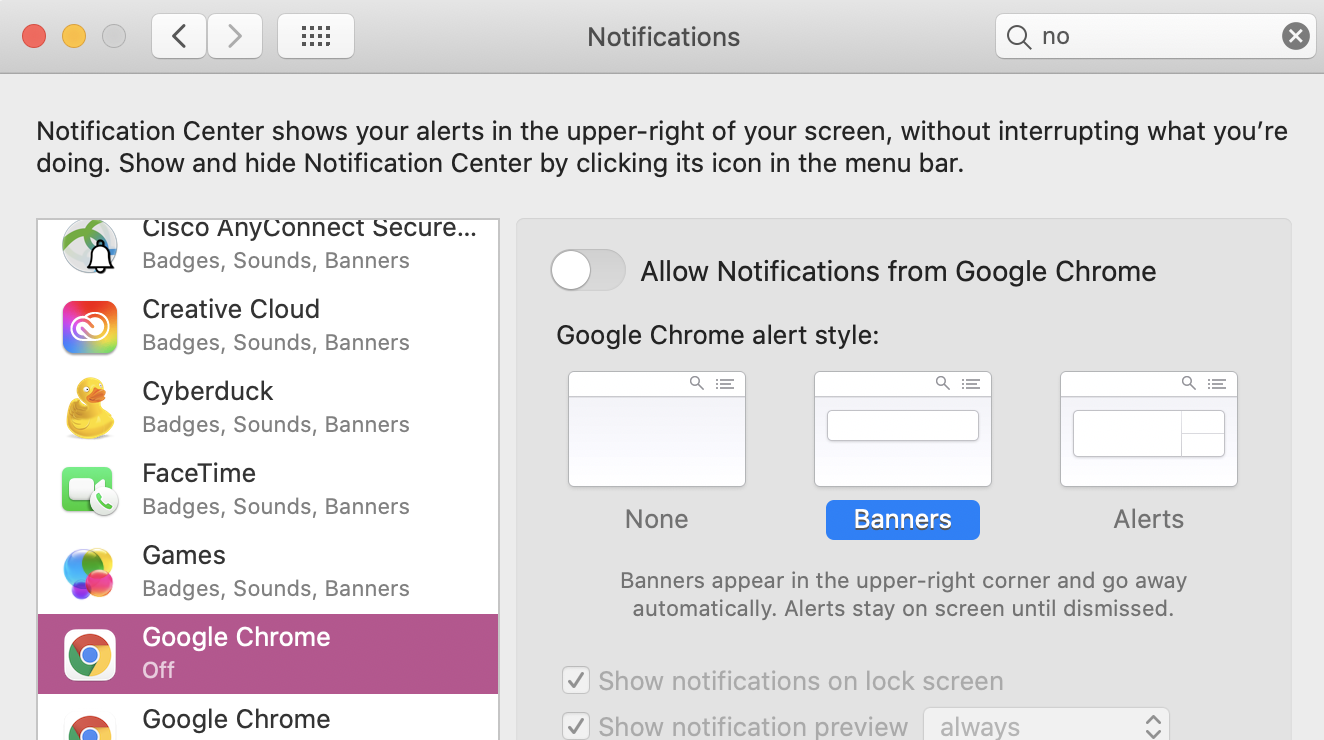 Notifications
no
Notification Center shows your alerts in the upper-right of your screen, without interrupting what you’re
doing. Show and hide Notification Center by clicking its icon in the menu bar.
Cisco AnyConnect Secure...
Badges, Sounds, Banners
Creative Cloud
Badges, Sounds, Banners
Cyberduck
Badges, Sounds, Banners
FaceTime
Badges, Sounds, Banners
Games
Badges, Sounds, Banners
Google Chrome
Off
Google Chrome
Allow Notifications from Google Chrome
Google Chrome alert style:
None
Banners
Alerts
Banners appear in the upper-right corner and go away
automatically. Alerts stay on screen until dismissed.
Show notifications on lock screen
Show notification preview always